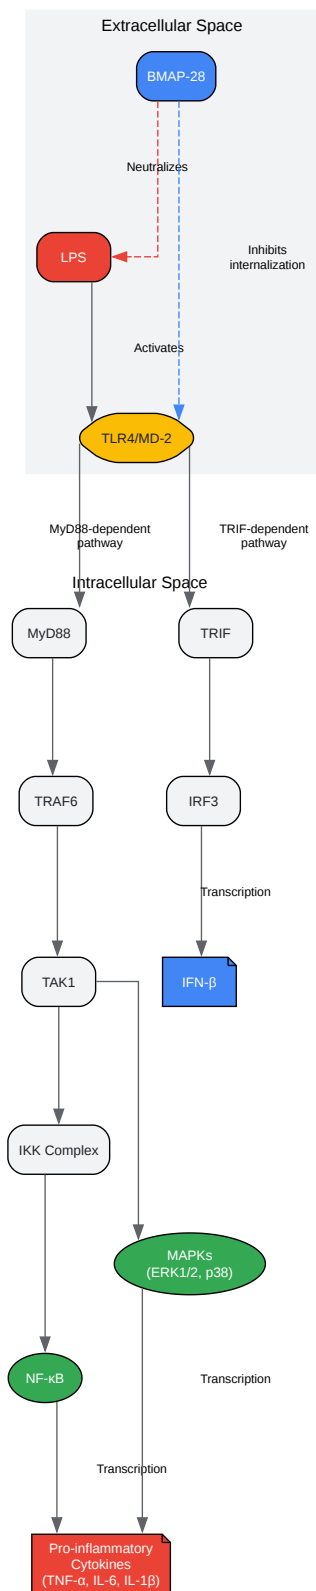 Extracellular Space
BMAP-28
Neutralizes
LPS
Inhibits
internalization
Activates
TLR4/MD-2
MyD88-dependent
pathway
TRIF-dependent
pathway
Intracellular Space
MyD88
TRIF
TRAF6
IRF3
Transcription
TAK1
IFN-β
IKK Complex
MAPKs
(ERK1/2, p38)
NF-κB
Transcription
Transcription
Pro-inflammatory
Cytokines
(TNF-α, IL-6, IL-1β)